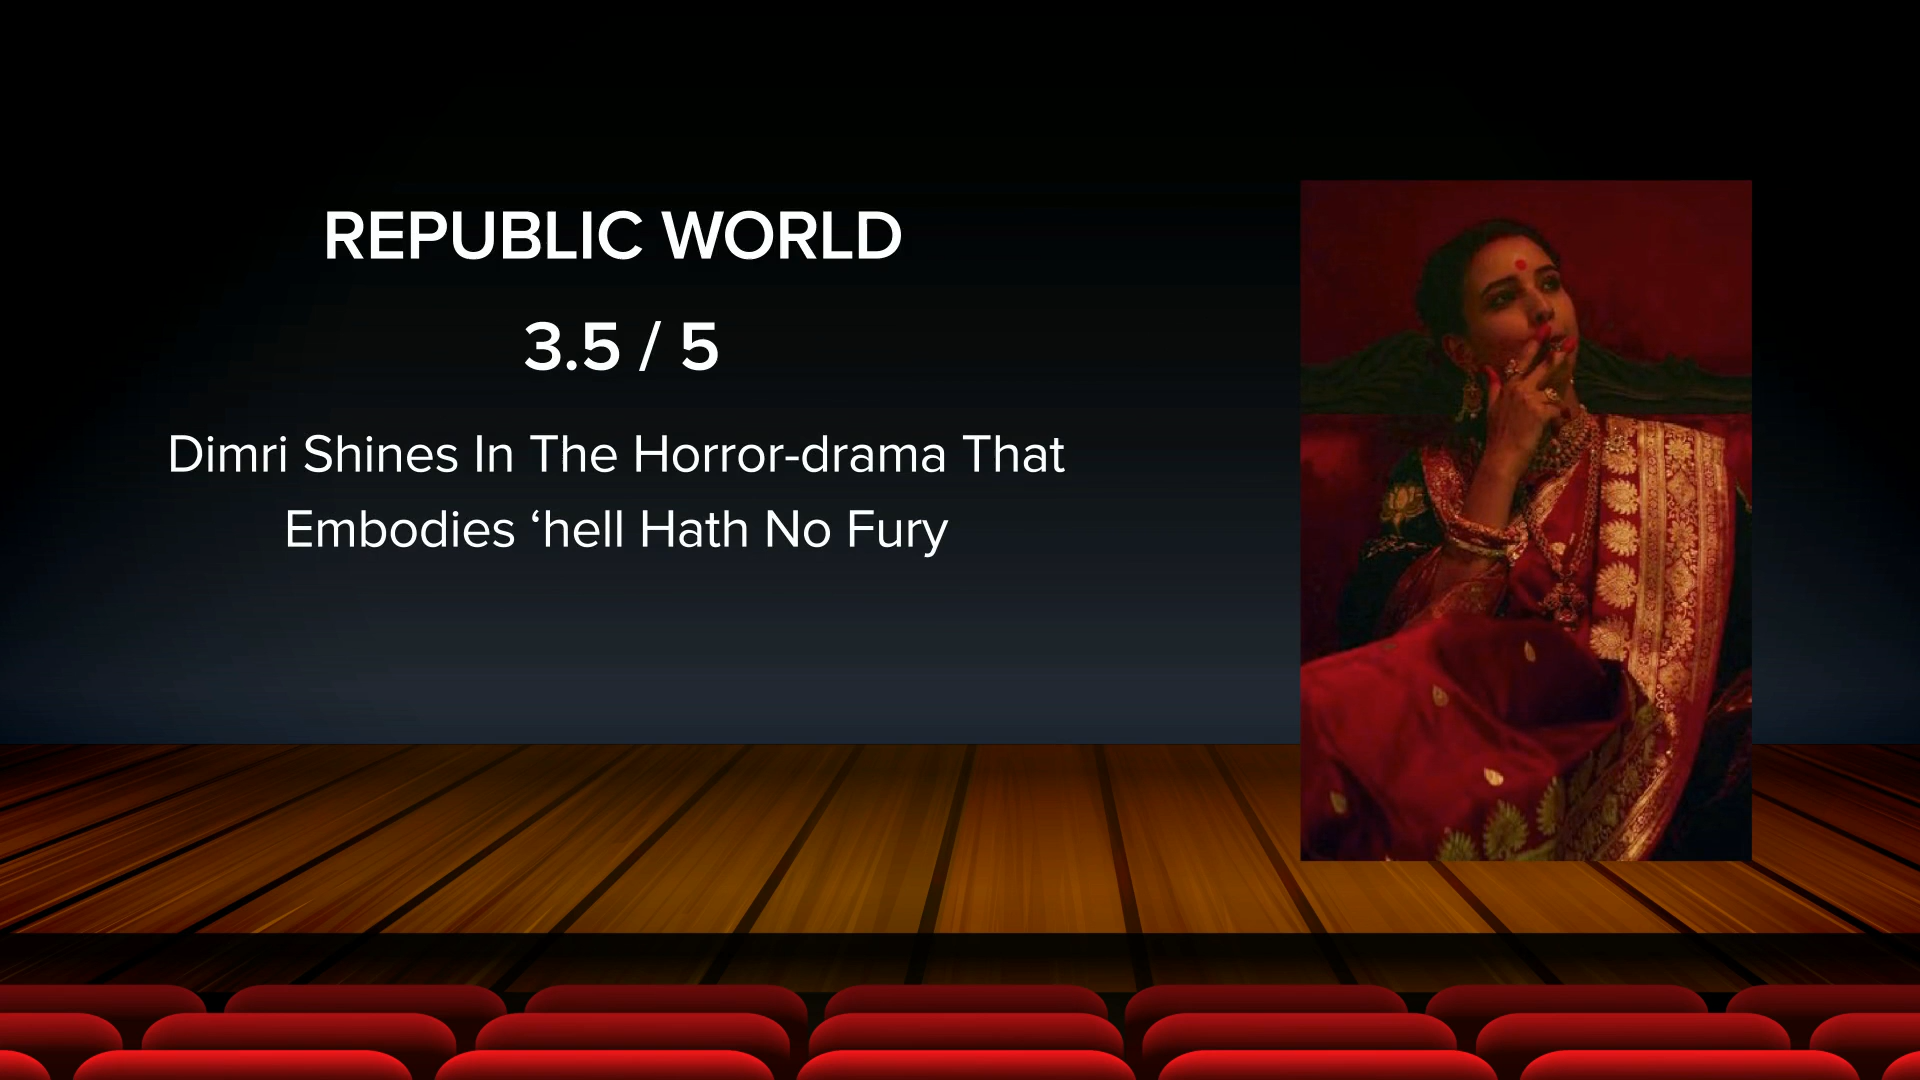 REPUBLIC WORLD
3.5 / 5
Dimri Shines In The Horror-drama That
Embodies ‘hell Hath No Fury